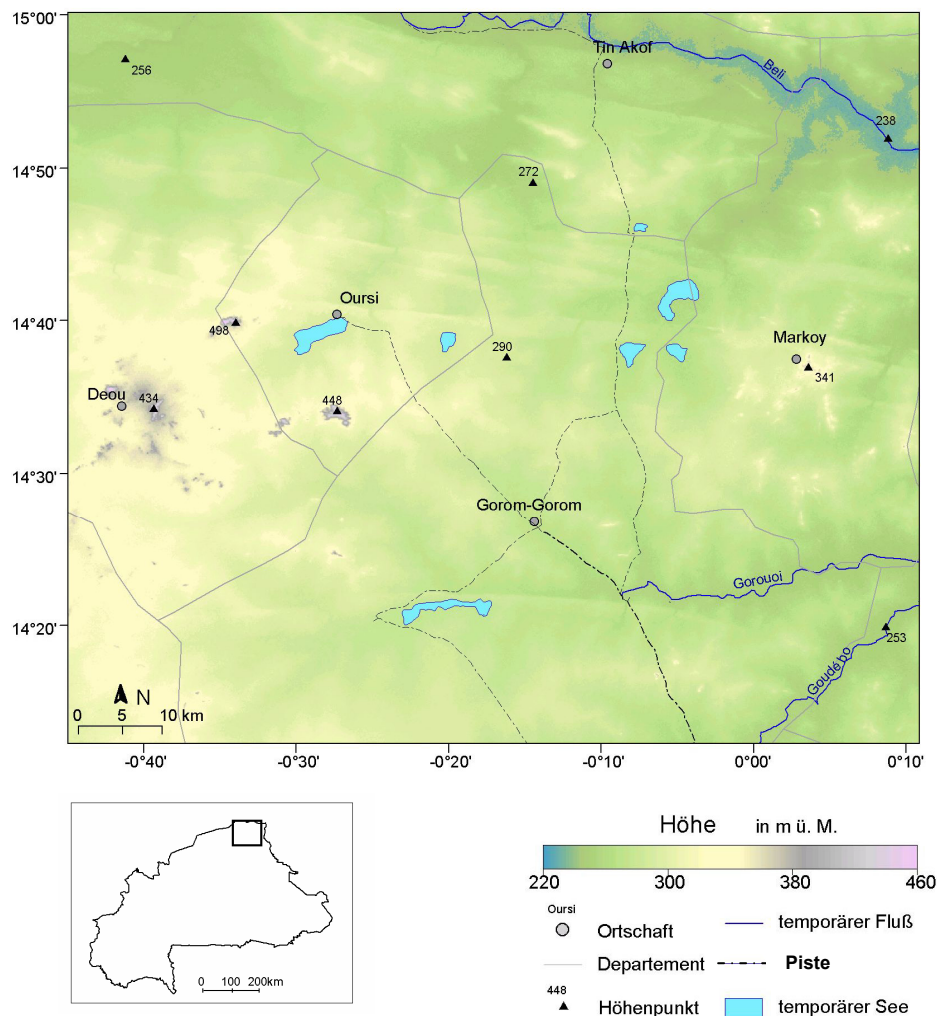 15°00'
14°50'
14°40'
14°30'
14°20'
256
Tin Akof
Beli
238
272
Oursi
498
290
Markoy
341
Deou
434
448
Gorom-Gorom
Gorouoi
253
Goudébo
N
0 5 10 km
-0°40' -0°30' -0°20' -0°10' 0°00' 0°10'
0 100 200km
Höhe in m ü. M.
220 300 380 460
Oursi
Ortschaft
temporärer Fluß
Departement
Piste
448
Höhenpunkt
temporärer See